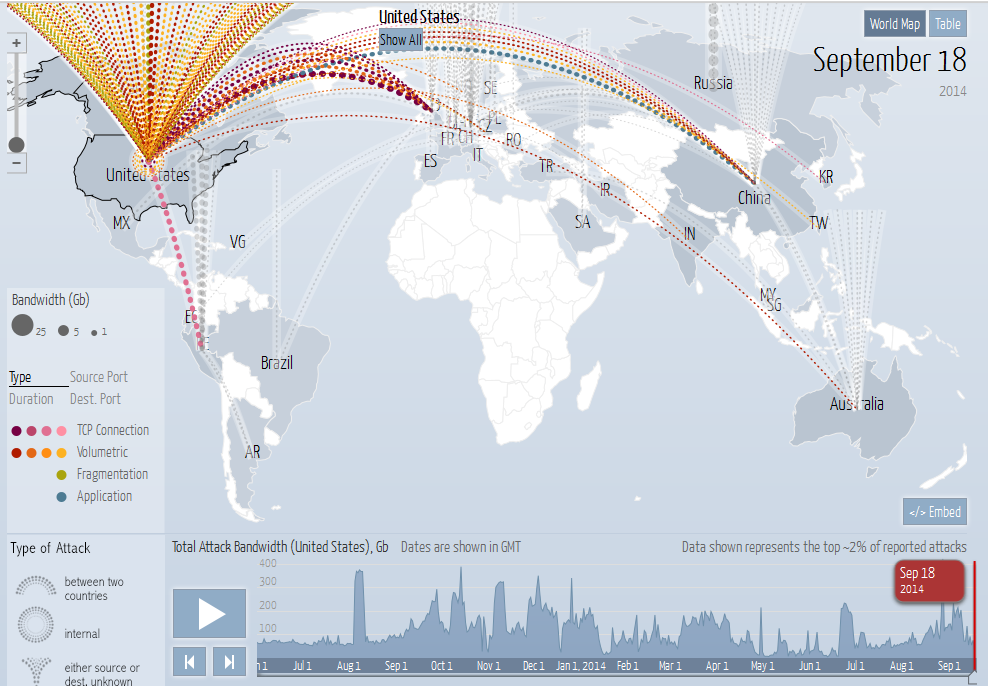 United States
Show All
World Map
Table
September 18
2014
+
−
Russia
SE
PL
FR
CH
RO
ES
IT
TR
IR
KR
China
TW
United States
MX
VG
SA
IN
MY
SG
Brazil
Australia
AR
Bandwidth (Gb)
25
5
1
Type
Source Port
Duration
Dest. Port
TCP Connection
Volumetric
Fragmentation
Application
</> Embed
Type of Attack
between two
countries
internal
either source or
dest. unknown
Total Attack Bandwidth (United States), Gb
Dates are shown in GMT
Data shown represents the top ~2% of reported attacks
400
300
200
100
Sep 18
2014
1
Jul 1
Aug 1
Sep 1
Oct 1
Nov 1
Dec 1
Jan 1, 2014
Feb 1
Mar 1
Apr 1
May 1
Jun 1
Jul 1
Aug 1
Sep 1